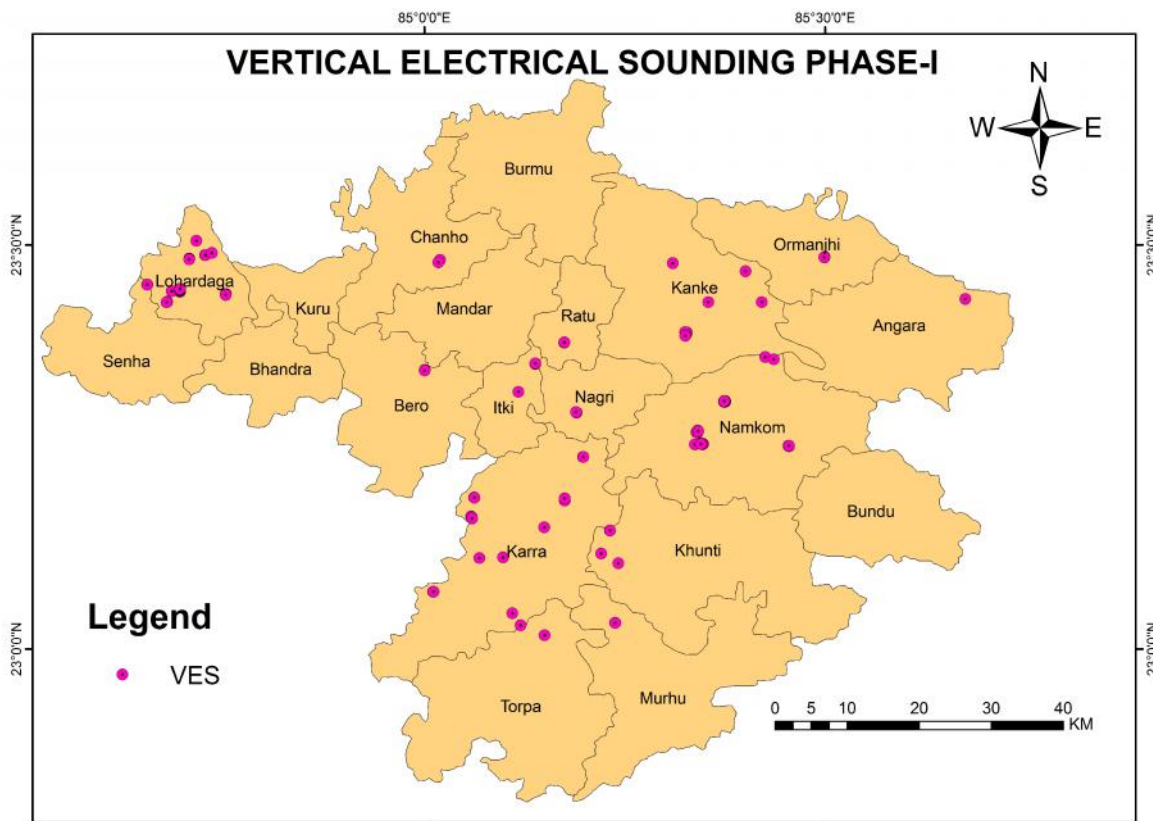 85°0'0"E
85°30'0"E
VERTICAL ELECTRICAL SOUNDING PHASE-I
N
W
E
S
Burmu
23°30'0"N
Chanho
Ormanjhi
23°30'0"N
Lohardaga
Kanke
Kuru
Mandar
Ratu
Angara
Senha
Bhandra
Bero
Itki
Nagri
Namkom
Bundu
Karra
Khunti
Legend
VES
23°0'0"N
23°0'0"N
Torpa
Murhu
0 5 10 20 30 40
KM